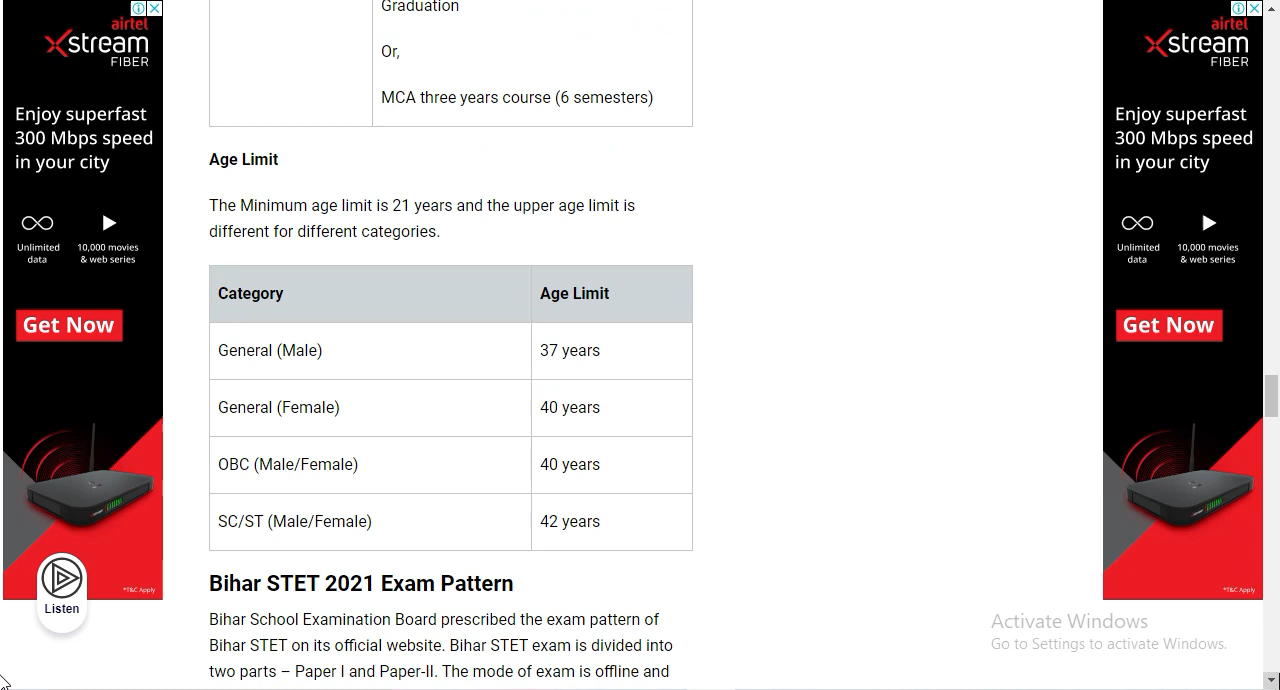 airtel
Xstream
FIBER
Enjoy superfast
300 Mbps speed
in your city
Unlimited
data
10,000 movies
& web series
Get Now
*T&C Apply
Listen
Graduation
Or,
MCA three years course (6 semesters)
Age Limit
The Minimum age limit is 21 years and the upper age limit is
different for different categories.
Category Age Limit
General (Male) 37 years
General (Female) 40 years
OBC (Male/Female) 40 years
SC/ST (Male/Female) 42 years
Bihar STET 2021 Exam Pattern
Bihar School Examination Board prescribed the exam pattern of
Bihar STET on its official website. Bihar STET exam is divided into
two parts – Paper I and Paper-II. The mode of exam is offline and
airtel
Xstream
FIBER
Enjoy superfast
300 Mbps speed
in your city
Unlimited
data
10,000 movies
& web series
Get Now
*T&C Apply
Activate Windows
Go to Settings to activate Windows.